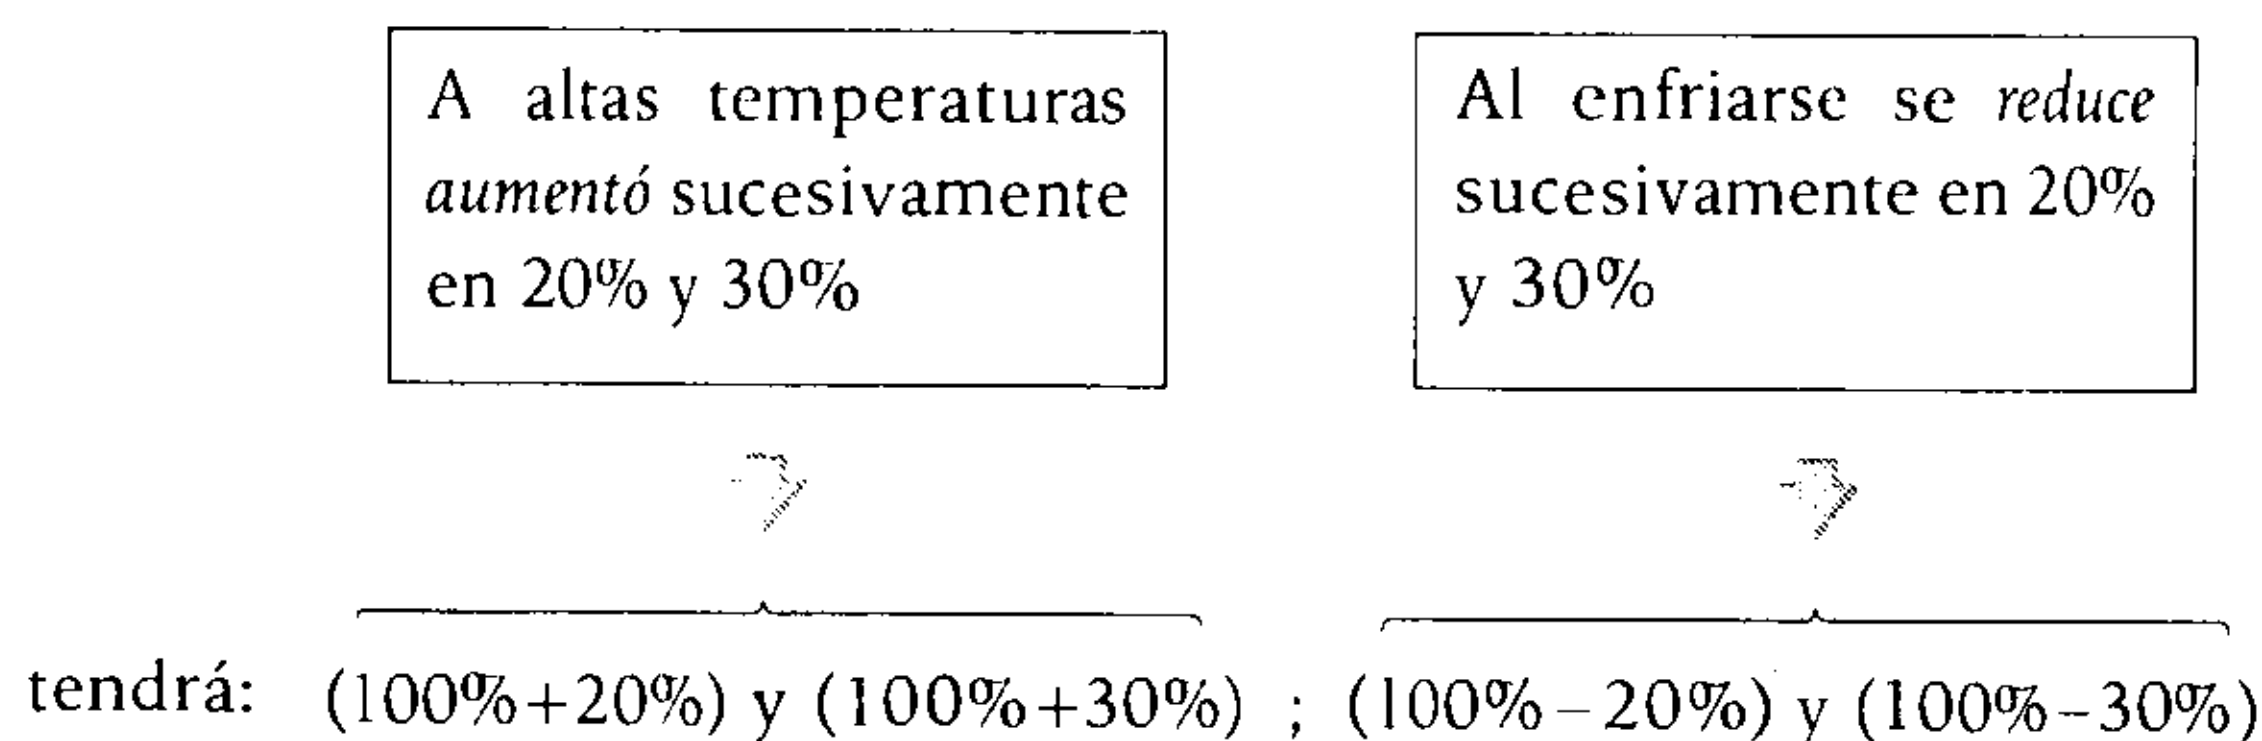 A altas temperaturas
aumentó sucesivamente
en 20% y 30%
Al enfriarse se reduce
sucesivamente en 20%
y 30%
tendrá: (100%+20%) y (100%+30%) ; (100%–20%) y (100%–30%)